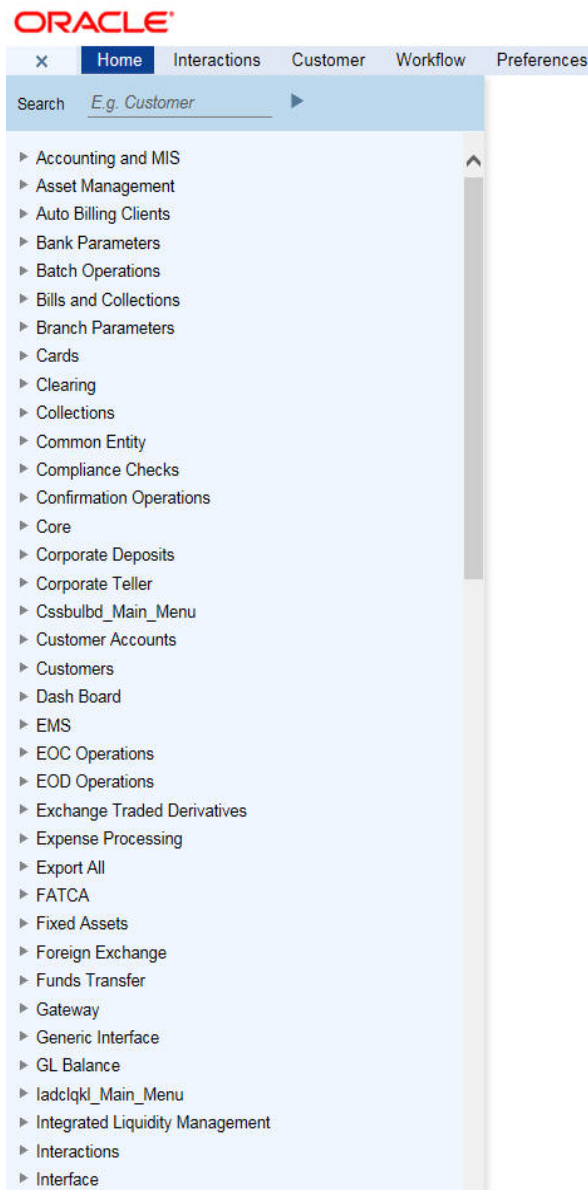 ORACLE®
× Home Interactions Customer Workflow Preferences
Search E.g. Customer
Accounting and MIS
Asset Management
Auto Billing Clients
Bank Parameters
Batch Operations
Bills and Collections
Branch Parameters
Cards
Clearing
Collections
Common Entity
Compliance Checks
Confirmation Operations
Core
Corporate Deposits
Corporate Teller
Cssbulbd_Main_Menu
Customer Accounts
Customers
Dash Board
EMS
EOC Operations
EOD Operations
Exchange Traded Derivatives
Expense Processing
Export All
FATCA
Fixed Assets
Foreign Exchange
Funds Transfer
Gateway
Generic Interface
GL Balance
Iadclqkl_Main_Menu
Integrated Liquidity Management
Interactions
Interface